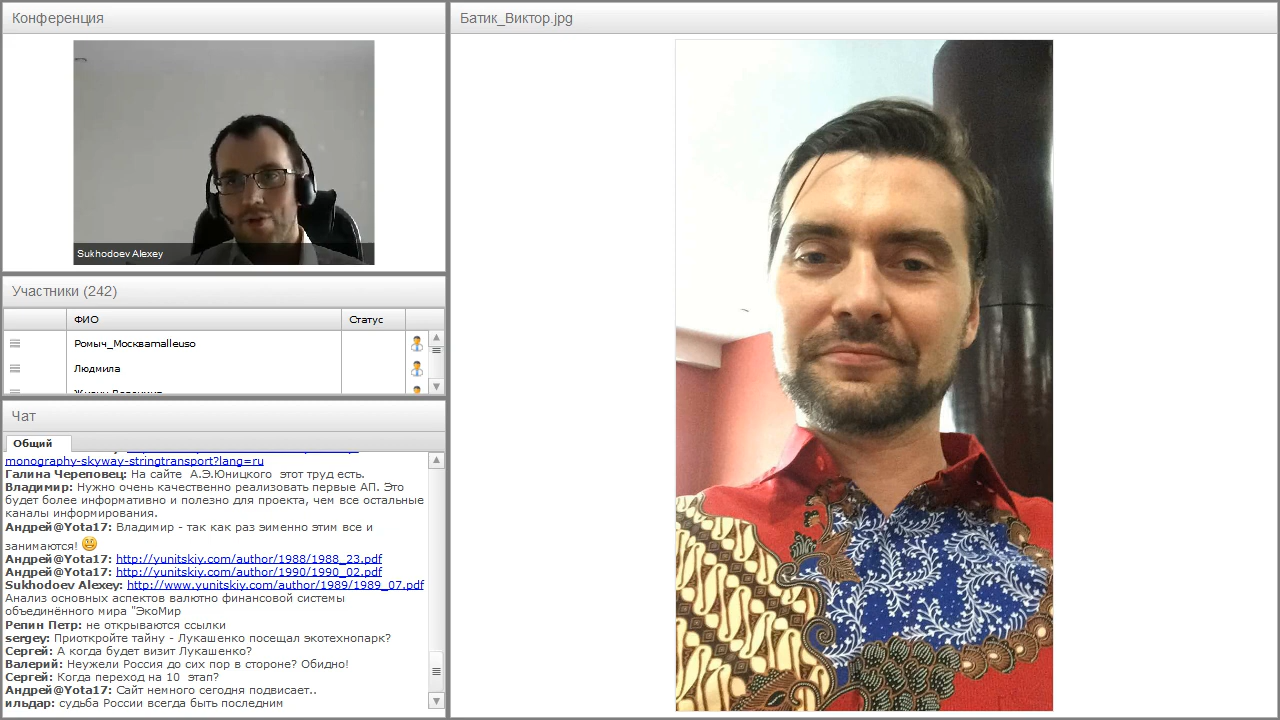 Конференция
Sukhodoev Alexey
Участники (242)
ФИО
Статус
Ромыч_Москваmalleuso
Людмила
Чат
Общий
monography-skyway-stringtransport?lang=ru
Галина Череповец: На сайте А.Э.Юницкого этот труд есть.
Владимир: Нужно очень качественно реализовать первые АП. Это
будет более информативно и полезно для проекта, чем все остальные
каналы информирования.
Андрей@Yota17: Владимир - так как раз эименно этим все и
занимаются!
Андрей@Yota17: http://yunitskiy.com/author/1988/1988_23.pdf
Андрей@Yota17: http://yunitskiy.com/author/1990/1990_02.pdf
Sukhodoev Alexey: http://www.yunitskiy.com/author/1989/1989_07.pdf
Анализ основных аспектов валютно финансовой системы
объединённого мира "ЭкоМир
Репин Петр: не открываются ссылки
sergey: Приоткройте тайну - Лукашенко посещал экотехнопарк?
Сергей: А когда будет визит Лукашенко?
Валерий: Неужели Россия до сих пор в стороне? Обидно!
Сергей: Когда переход на 10 этап?
Андрей@Yota17: Сайт немного сегодня подвисает..
ильдар: судьба России всегда быть последним
Батик_Виктор.jpg